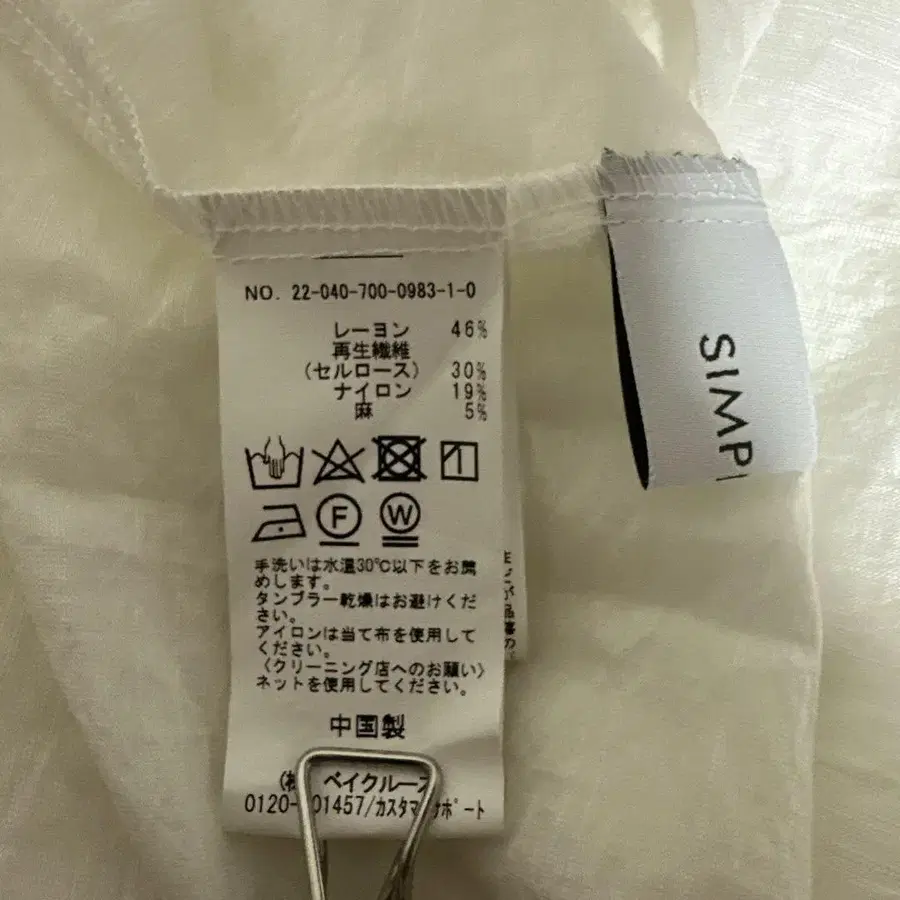 NO. 22-040-700-0983-1-0
レーヨン 46%
再生繊維
(セルロース) 30%
ナイロン 19%
麻 5%
F W
手洗いは水温30℃以下をお薦
めします。
タンブラー乾燥はお避けくだ
さい。
アイロンは当て布を使用して
ください。
〈クリーニング店へのお願い〉
ネットを使用してください。
中国製
ベイクルーズ
0120- 01457/カスタマ サポート
SIMPL